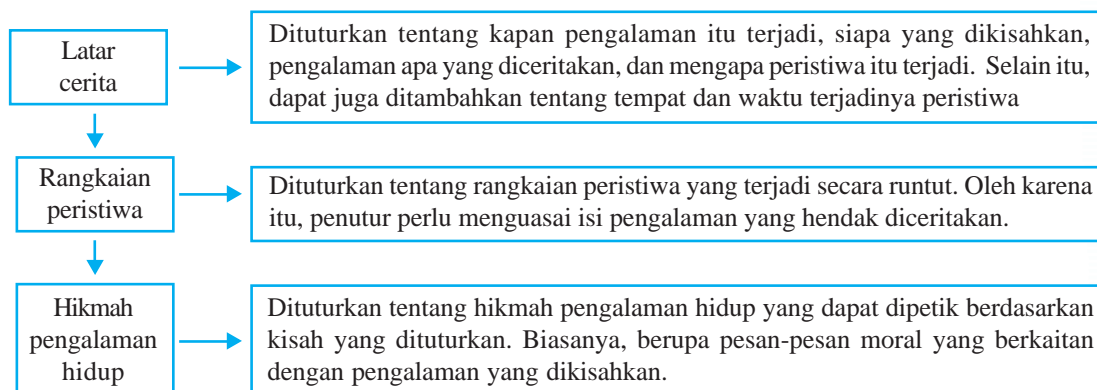 Latar
cerita
Dituturkan tentang kapan pengalaman itu terjadi, siapa yang dikisahkan,
pengalaman apa yang diceritakan, dan mengapa peristiwa itu terjadi. Selain itu,
dapat juga ditambahkan tentang tempat dan waktu terjadinya peristiwa
Rangkaian
peristiwa
Dituturkan tentang rangkaian peristiwa yang terjadi secara runtut. Oleh karena
itu, penutur perlu menguasai isi pengalaman yang hendak diceritakan.
Hikmah
pengalaman
hidup
Dituturkan tentang hikmah pengalaman hidup yang dapat dipetik berdasarkan
kisah yang dituturkan. Biasanya, berupa pesan-pesan moral yang berkaitan
dengan pengalaman yang dikisahkan.